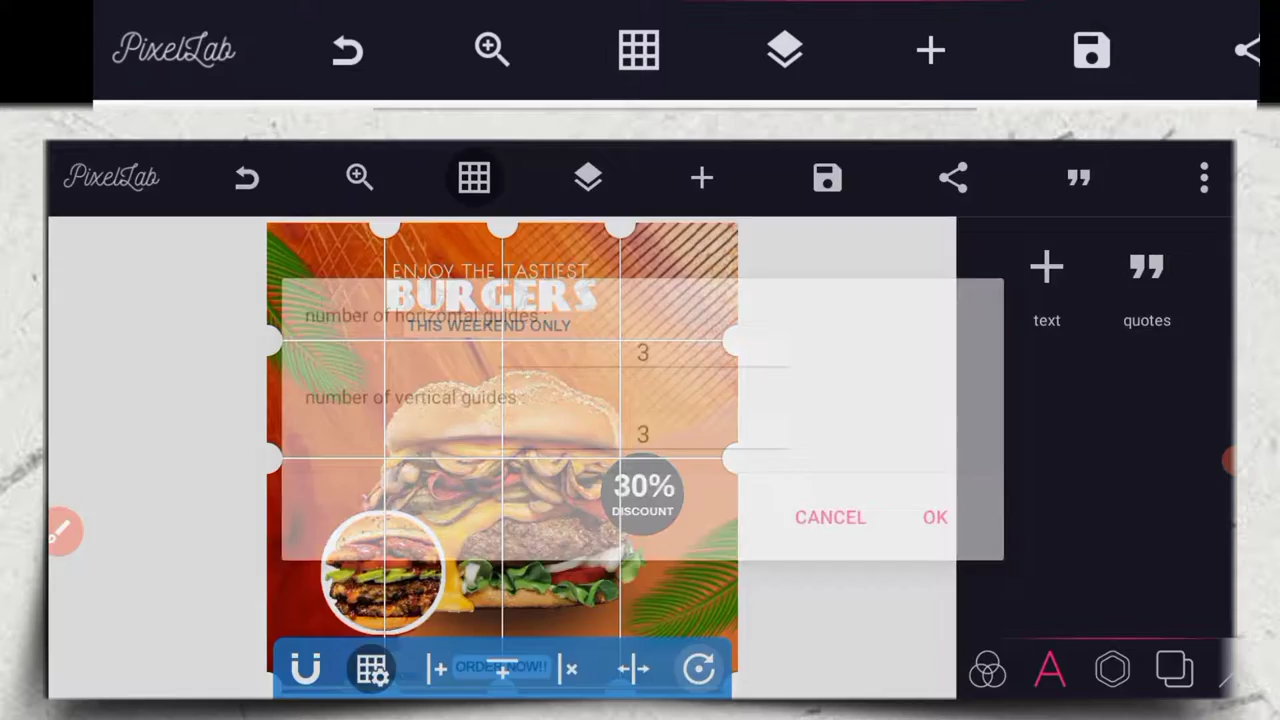 PixelLab
PixelLab
ENJOY THE TASTIEST
BURGERS
THIS WEEKEND ONLY
number of horizontal guides :
3
number of vertical guides :
3
30%
DISCOUNT
CANCEL
OK
text
quotes
ORDER NOW!!